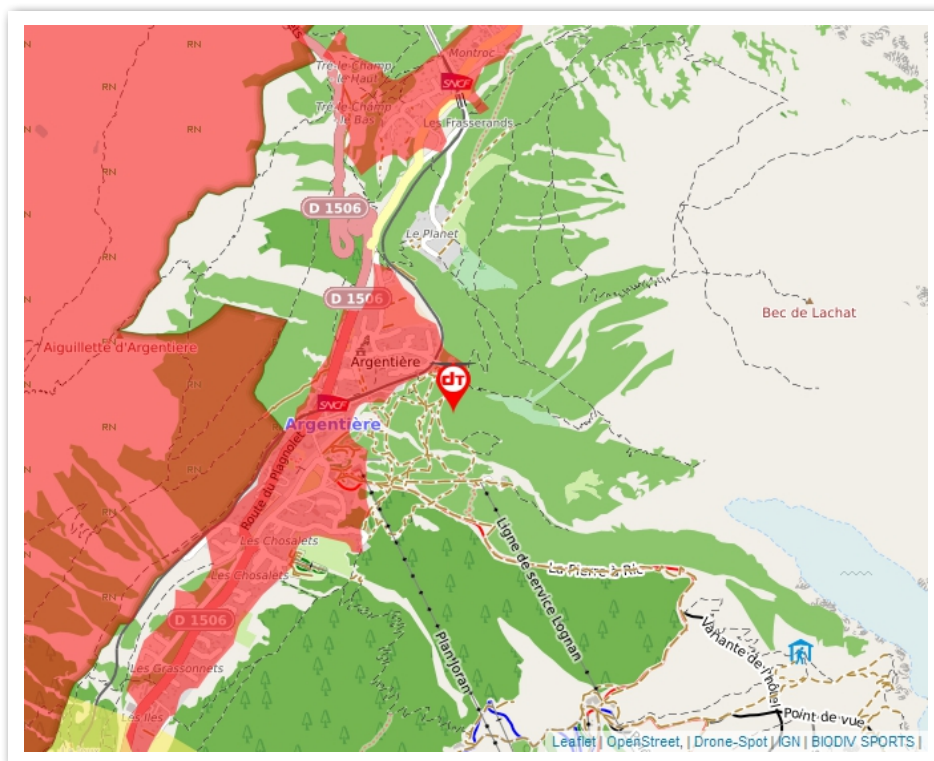 RN
RN
Montroc
Tré-le-Champ
le Haut
SNCF
RN
Tré-le-Champ
le Bas
Les Frasserands
RN
RN
D 1506
RN
Le Planet
RN
D 1506
Bec de Lachat
Aiguillette d'Argentière
Argentière
dT
SNCF
Argentière
RN
RN
Route du Plagnolet
RN
Les Chosalets
Ligne de service Lognan
La Pierre à Ric
Les Chosalets
RN
D 1506
Variante de l'hôtel
Planjoran
Les Grassonnets
Les Iles
Point de vue
Leaflet | OpenStreet, | Drone-Spot | IGN | BIODIV SPORTS |